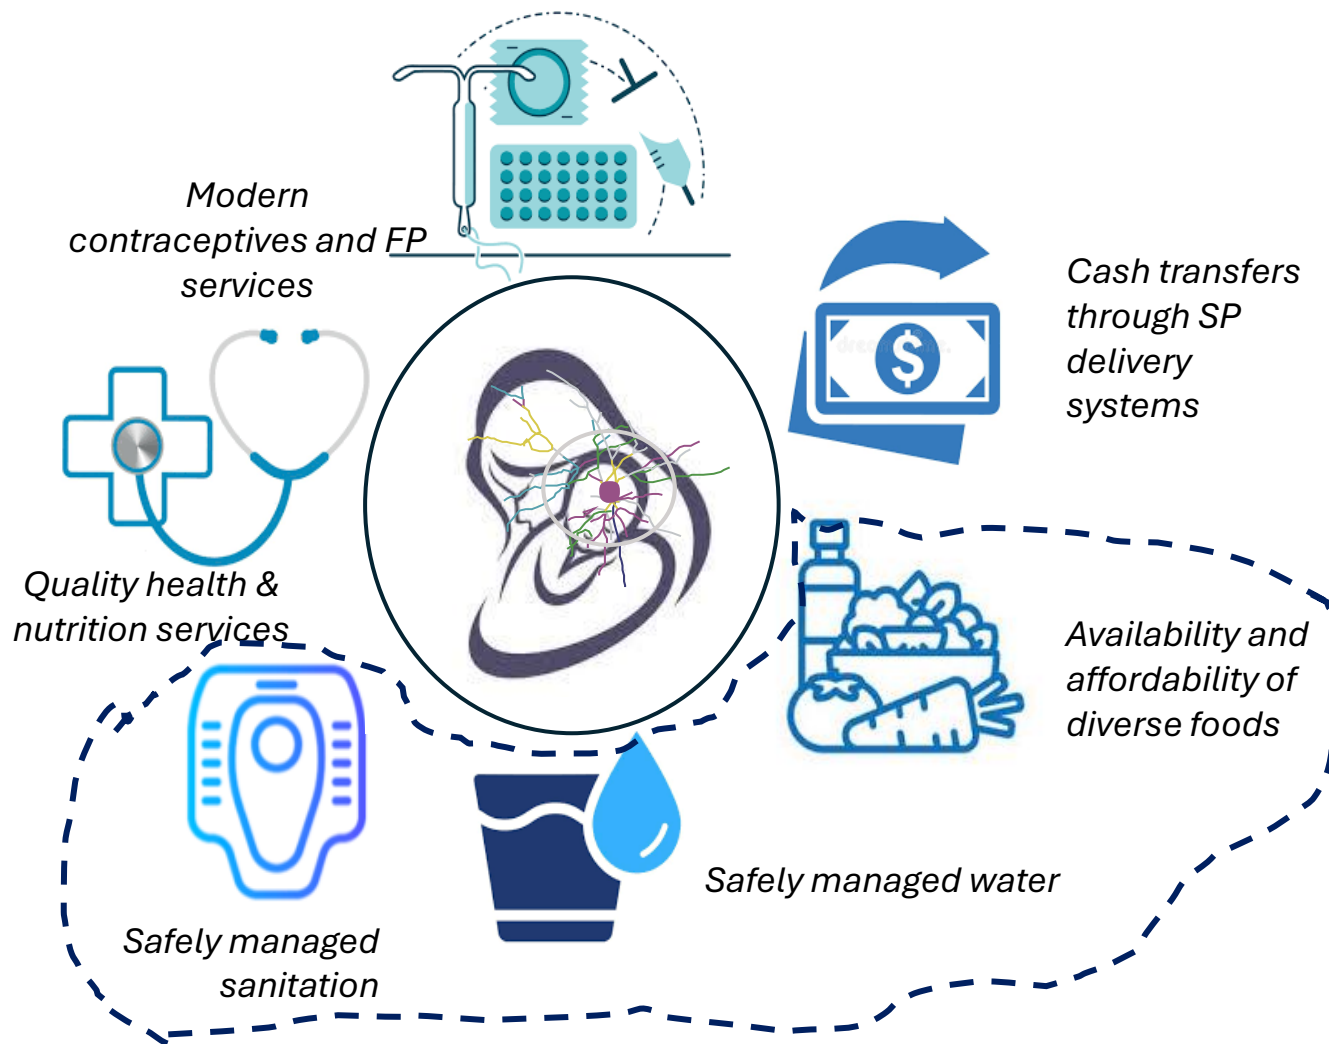 Modern
contraceptives and FP
services
Cash transfers
through SP
delivery
systems
$
Quality health &
nutrition services
Availability and
affordability of
diverse foods
Safely managed water
Safely managed
sanitation